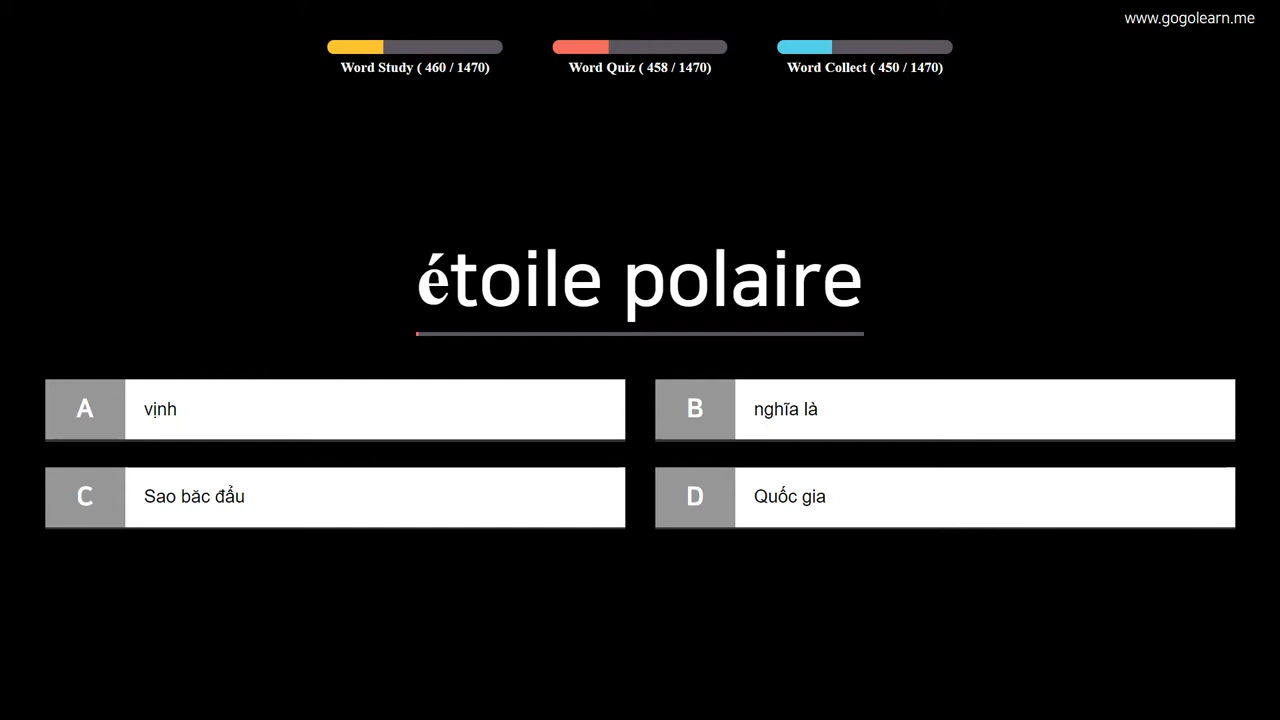 www.gogolearn.me
Word Study ( 460 / 1470)
Word Quiz ( 458 / 1470)
Word Collect ( 450 / 1470)
étoile polaire
A
vịnh
B
nghĩa là
C
Sao băc đẩu
D
Quốc gia